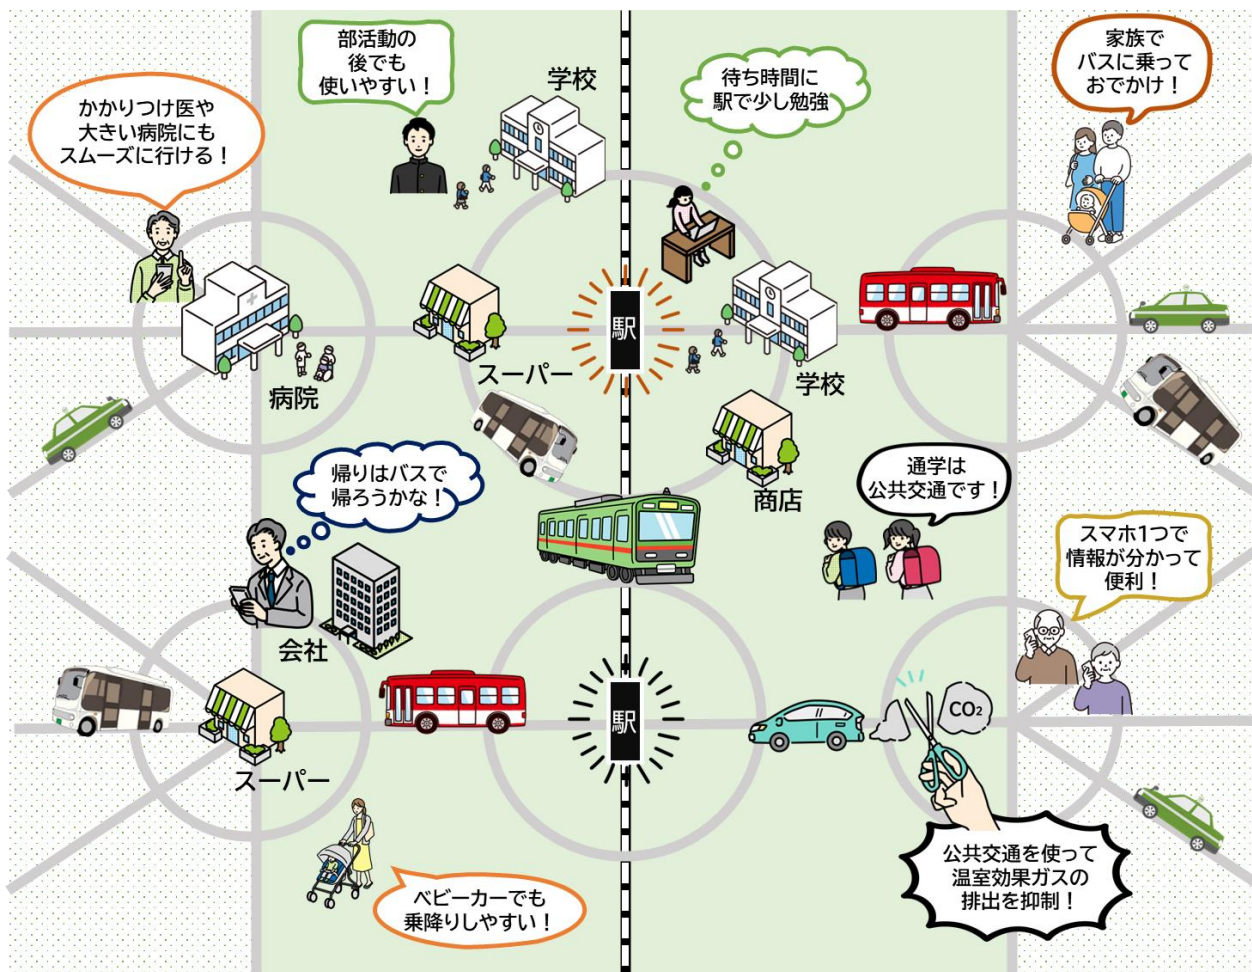 部活動の
後でも
使いやすい！
学校
待ち時間に
駅で少し勉強
家族で
バスに乗って
おでかけ！
かかりつけ医や
大きい病院にも
スムーズに行ける！
駅
スーパー
学校
病院
商店
帰りはバスで
帰ろうかな！
通学は
公共交通です！
スマホ1つで
情報が分かって
便利！
会社
駅
CO₂
スーパー
公共交通を使って
温室効果ガスの
排出を抑制！
ベビーカーでも
乗降りしやすい！